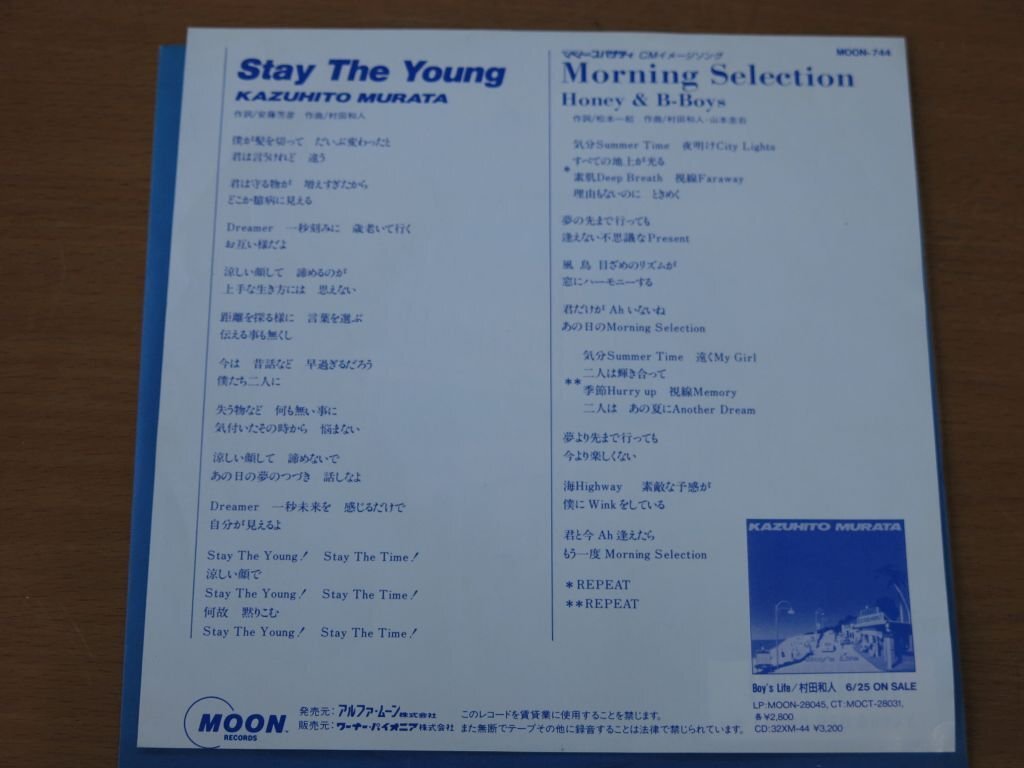 Stay The Young
KAZUHITO MURATA
作詞/安藤芳彦 作曲/村田和人
僕が髪を切って だいぶ変わったと
君は言うけれど 違う
君は守る物が 増えすぎたから
どこか臆病に見える
Dreamer 一秒刻みに 歳老いて行く
お互い様だよ
涼しい顔して 諦めるのが
上手な生き方には 思えない
距離を探る様に 言葉を選ぶ
伝える事も無くし
今は 昔話など 早過ぎるだろう
僕たち二人に
失う物など 何も無い事に
気付いたその時から 悩まない
涼しい顔して 諦めないで
あの日の夢のつづき 話しなよ
Dreamer 一秒未来を 感じるだけで
自分が見えるよ
Stay The Young! Stay The Time!
涼しい顔で
Stay The Young! Stay The Time!
何故 黙りこむ
Stay The Young! Stay The Time!
CMイメージソング
MOON-744
Morning Selection
Honey & B-Boys
作詞/松本一起 作曲/村田和人・山本圭右
気分Summer Time 夜明けCity Lights
すべての地上が光る
*
素肌Deep Breath 視線Faraway
理由もないのに ときめく
夢の先まで行っても
逢えない不思議なPresent
風 鳥 目ざめのリズムが
窓にハーモニーする
君だけが Ah いないね
あの日のMorning Selection
気分Summer Time 遠くMy Girl
二人は輝き合って
**
季節Hurry up 視線Memory
二人は あの夏にAnother Dream
夢より先まで行っても
今より楽しくない
海Highway 素敵な予感が
僕に Wink をしている
君と今 Ah 逢えたら
もう一度 Morning Selection
* REPEAT
** REPEAT
KAZUHITO MURATA
Boy's Life
Boy's Life/村田和人 6/25 ON SALE
LP:MOON-28045, CT:MOCT-28031,
各¥2,800
CD:32XM-44 ¥3,200
MOON
RECORDS
発売元:アルファ・ムーン株式会社
販売元:ワーナー・パイオニア株式会社
このレコードを賃貸業に使用することを禁じます。
また無断でテープその他に録音することは法律で禁じられています。